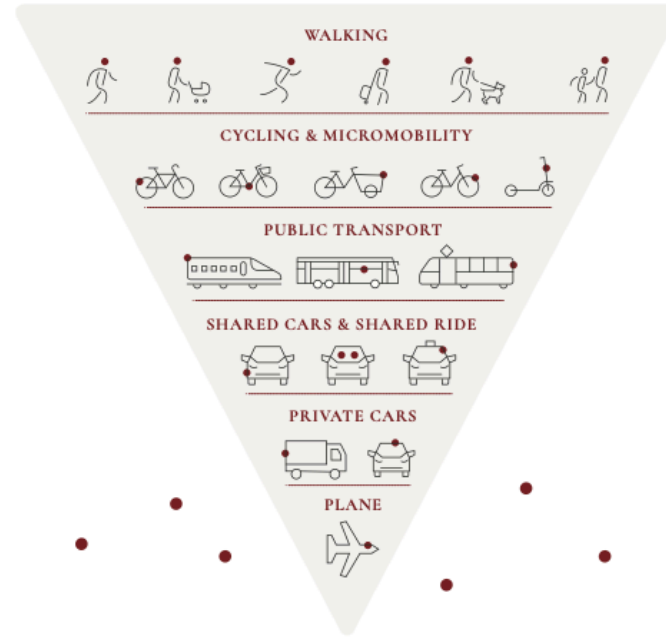 WALKING
CYCLING & MICROMOBILITY
PUBLIC TRANSPORT
SHARED CARS & SHARED RIDE
PRIVATE CARS
PLANE